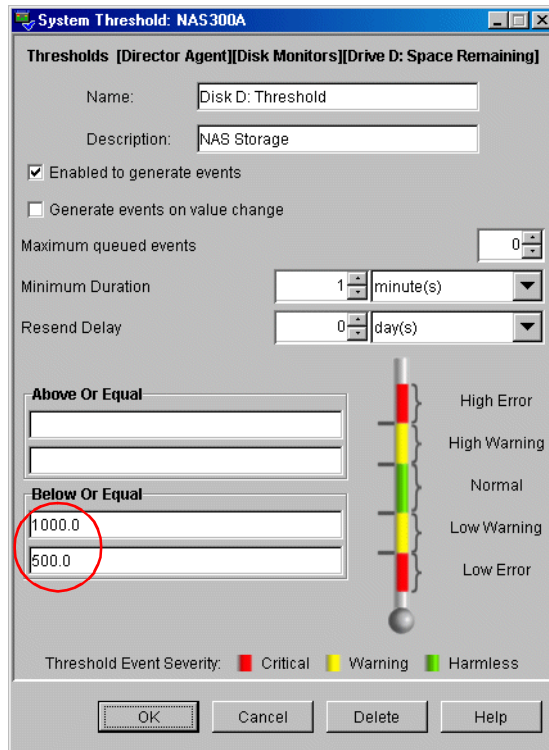 System Threshold: NAS300A
Thresholds [Director Agent][Disk Monitors][Drive D: Space Remaining]
Name: Disk D: Threshold
Description: NAS Storage
Enabled to generate events
Generate events on value change
Maximum queued events 0
Minimum Duration 1 minute(s)
Resend Delay 0 day(s)
Above Or Equal
High Error
High Warning
Normal
Below Or Equal
1000.0
Low Warning
500.0
Low Error
Threshold Event Severity: Critical Warning Harmless
OK Cancel Delete Help